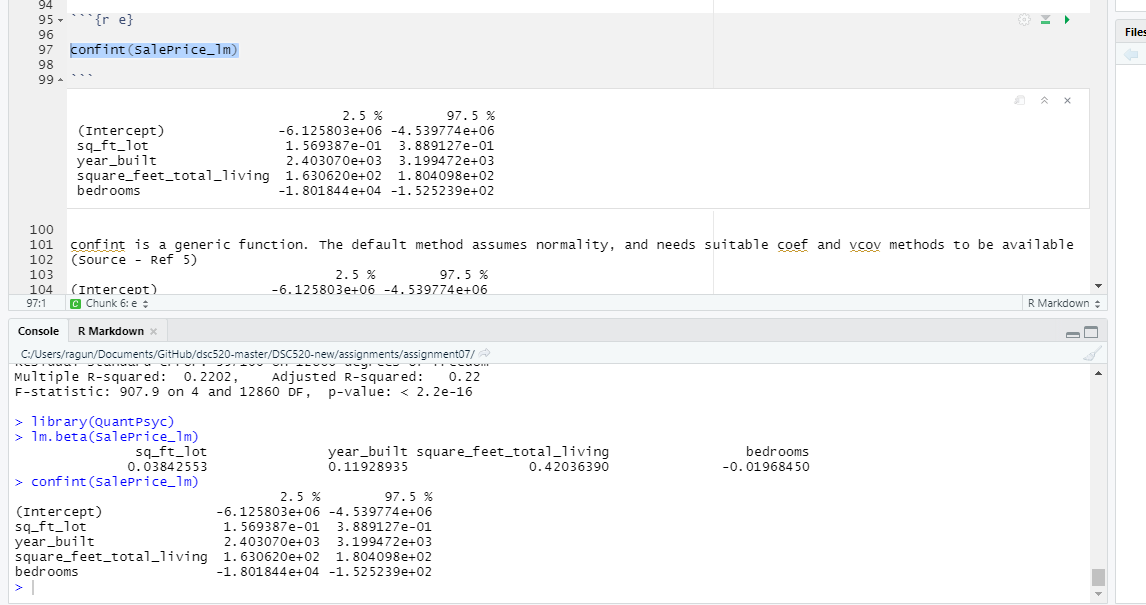 94
95 ```{r e}
96
97 confint(SalePrice_lm)
98
99 ```
Files
2.5 % 97.5 %
(Intercept) -6.125803e+06 -4.539774e+06
sq_ft_lot 1.569387e-01 3.889127e-01
year_built 2.403070e+03 3.199472e+03
square_feet_total_living 1.630620e+02 1.804098e+02
bedrooms -1.801844e+04 -1.525239e+02
100
101 confint is a generic function. The default method assumes normality, and needs suitable coef and vcov methods to be available
102 (Source - Ref 5)
103 2.5 % 97.5 %
104 (Intercept) -6.125803e+06 -4.539774e+06
97:1 Chunk 6: e R Markdown
Console R Markdown
C:/Users/ragun/Documents/GitHub/dsc520-master/DSC520-new/assignments/assignment07/
Multiple R-squared: 0.2202, Adjusted R-squared: 0.22
F-statistic: 907.9 on 4 and 12860 DF, p-value: < 2.2e-16
> library(QuantPsyc)
> lm.beta(SalePrice_lm)
sq_ft_lot year_built square_feet_total_living bedrooms
0.03842553 0.11928935 0.42036390 -0.01968450
> confint(SalePrice_lm)
2.5 % 97.5 %
(Intercept) -6.125803e+06 -4.539774e+06
sq_ft_lot 1.569387e-01 3.889127e-01
year_built 2.403070e+03 3.199472e+03
square_feet_total_living 1.630620e+02 1.804098e+02
bedrooms -1.801844e+04 -1.525239e+02
>